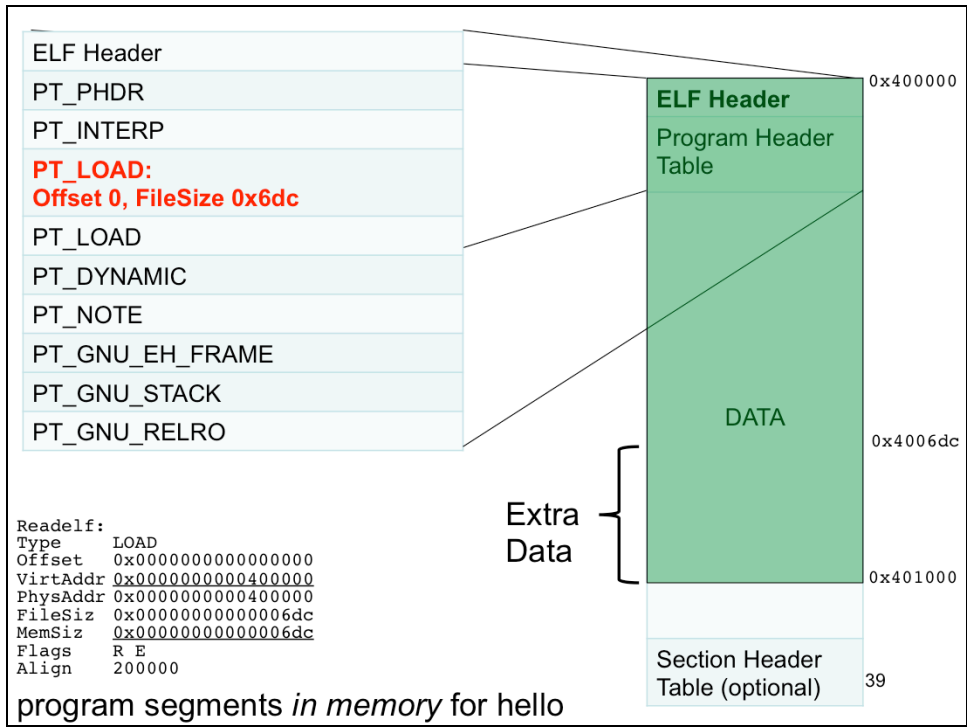 ELF Header
PT_PHDR
PT_INTERP
PT_LOAD:
Offset 0, FileSize 0x6dc
PT_LOAD
PT_DYNAMIC
PT_NOTE
PT_GNU_EH_FRAME
PT_GNU_STACK
PT_GNU_RELRO
0x400000
ELF Header
Program Header
Table
DATA
0x4006dc
Extra
Data
0x401000
Section Header
Table (optional)
39
Readelf:
Type LOAD
Offset 0x0000000000000000
VirtAddr 0x0000000000400000
PhysAddr 0x0000000000400000
FileSiz 0x00000000000006dc
MemSiz 0x00000000000006dc
Flags R E
Align 200000
program segments in memory for hello